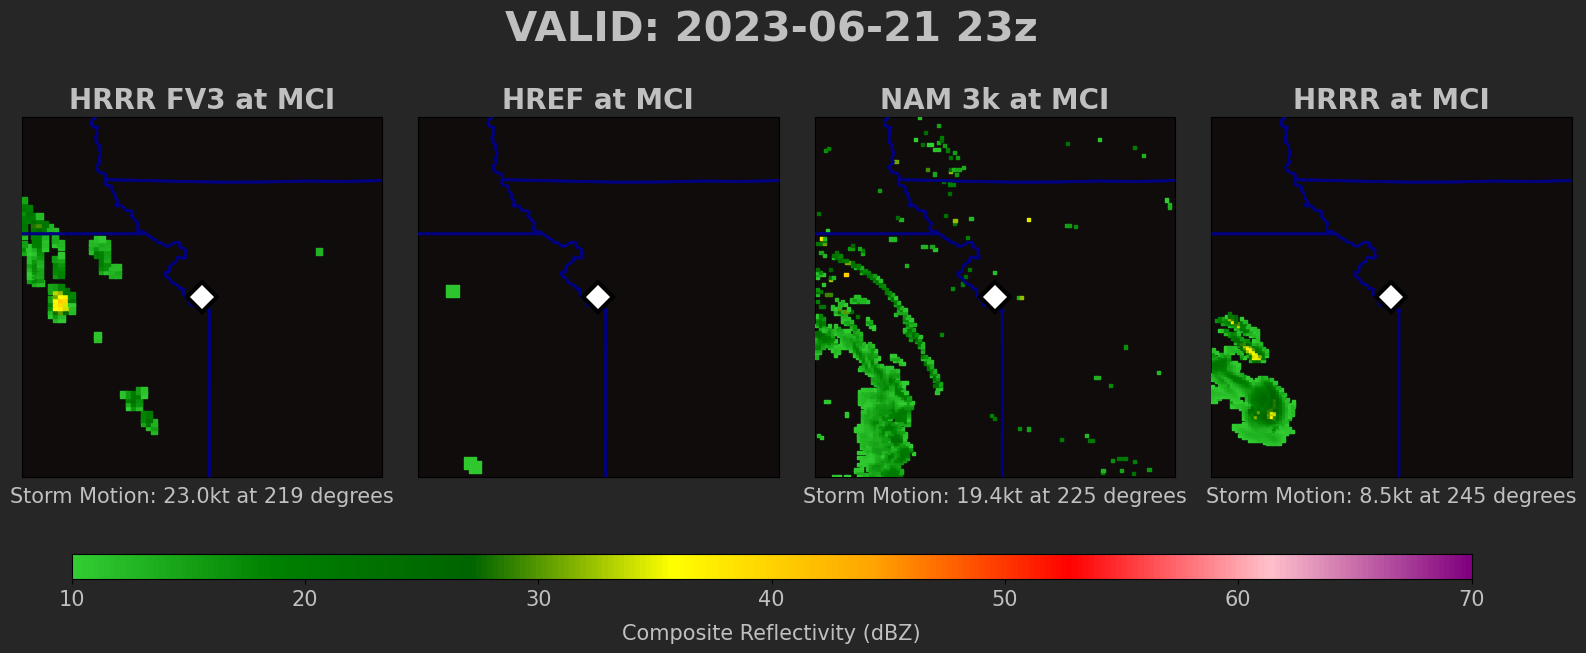 VALID: 2023-06-21 23z
HRRR FV3 at MCI
HREF at MCI
NAM 3k at MCI
HRRR at MCI
Storm Motion: 23.0kt at 219 degrees
Storm Motion: 19.4kt at 225 degrees
Storm Motion: 8.5kt at 245 degrees
10 20 30 40 50 60 70
Composite Reflectivity (dBZ)